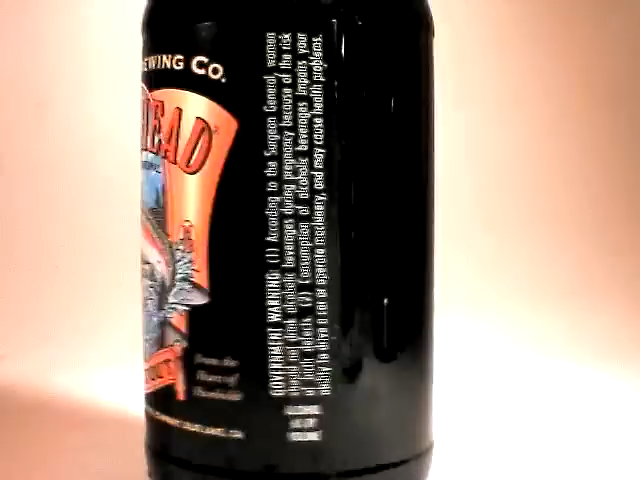 EWING CO.
HEAD
GOVERNMENT WARNING: (1) According to the Surgeon General, women
should not drink alcoholic beverages during pregnancy because of the risk
of birth defects. (2) Consumption of alcoholic beverages impairs your
ability to drive a car or operate machinery, and may cause health problems.
From the